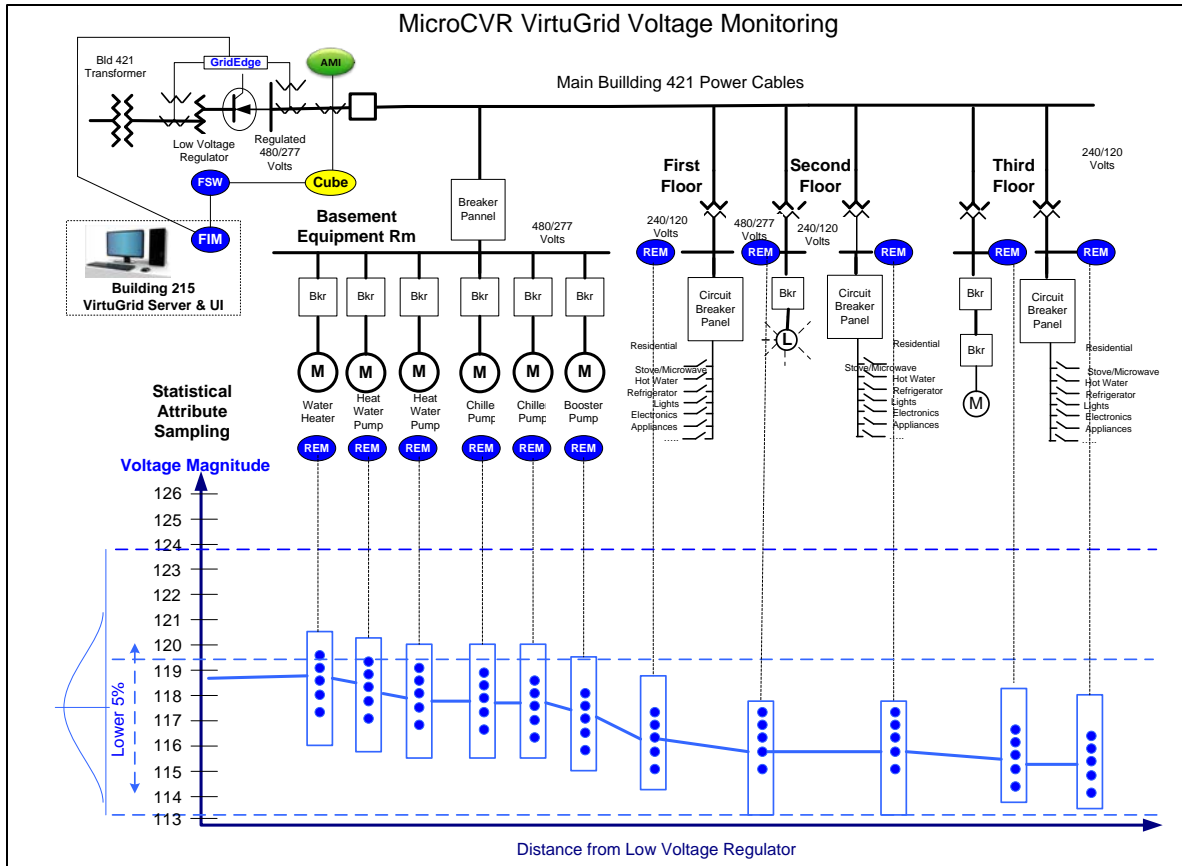 MicroCVR VirtuGrid Voltage Monitoring
Bld 421
Transformer
GridEdge
AMI
Main Buillding 421 Power Cables
Low Voltage
Regulator
Regulated
480/277
Volts
FSW
Cube
FIM
Building 215
VirtuGrid Server & UI
Breaker
Pannel
Basement
Equipment Rm
480/277
Volts
First
Floor
Second
Floor
Third
Floor
240/120
Volts
240/120
Volts
480/277
Volts
240/120
Volts
REM
REM
REM
REM
REM
Bkr
Bkr
Bkr
Bkr
Bkr
Bkr
Circuit
Breaker
Panel
Bkr
L
Circuit
Breaker
Panel
Bkr
Bkr
M
Circuit
Breaker
Panel
M
M
M
M
M
M
Water
Heater
Heat
Water
Pump
Heat
Water
Pump
Chille
Pump
Chille
Pump
Booster
Pump
REM
REM
REM
REM
REM
REM
Residential
Stove/Microwave
Hot Water
Refrigerator
Lights
Electronics
Appliances
.....
Residential
Stove/Microwave
Hot Water
Refrigerator
Lights
Electronics
Appliances
.....
Residential
Stove/Microwave
Hot Water
Refrigerator
Lights
Electronics
Appliances
.....
Statistical
Attribute
Sampling
Voltage Magnitude
126
125
124
123
122
121
120
119
118
117
116
115
114
113
Lower 5%
Distance from Low Voltage Regulator